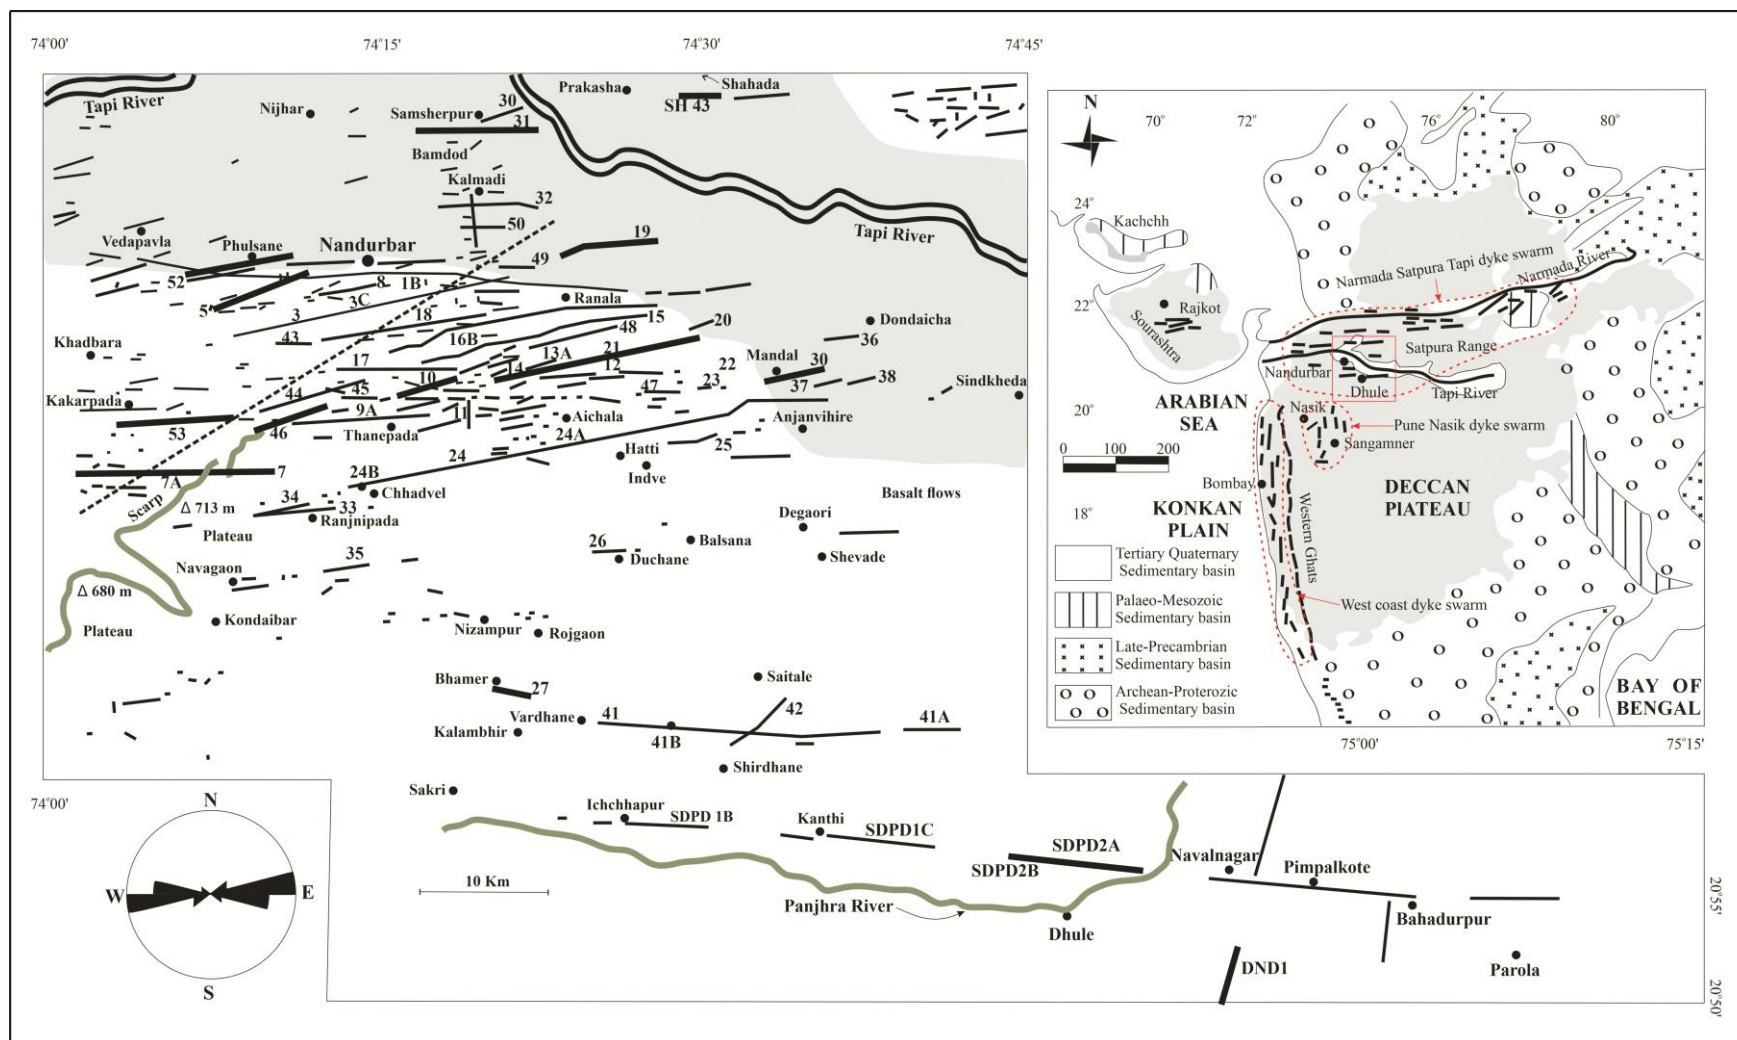 74°00'
74°15'
74°30'
74°45'
Tapi River
Nijhar
Samsherpur
30
31
Bamdod
Prakasha
Shahada
SH 43
Kalmadi
32
50
Vedapavla
Phulsane
Nandurbar
19
Tapi River
49
52
8
1B
5
3C
3
Ranala
43
18
15
16B
48
20
Dondaicha
Khadbara
17
13A
21
36
14
12
22
Mandal
30
10
23
37
38
Sindkheda
44
45
47
Kakarpada
9A
11
Aichala
Anjanvihire
53
46
Thanepada
24A
Hatti
25
24
7
7A
24B
Indve
Scarp
34
Chhadvel
Basalt flows
Δ 713 m
33
Ranjnipada
Degaori
Plateau
Balsana
26
35
Duchane
Shevade
Navagaon
Δ 680 m
Kondaibar
Nizampur
Rojgaon
Plateau
Bhamer
Saitale
27
Vardhane
41
42
41A
Kalambhir
41B
Shirdhane
74°00'
Sakri
Ichchhapur
SDPD 1B
Kanthi
SDPD1C
SDPD2A
SDPD2B
Navalnagar
Pimpalkote
10 Km
Panjhra River
Dhule
Bahadurpur
DND1
Parola
75°00'
75°15'
20°55'
20°50'
N
W
E
S
N
70°
72°
76°
80°
24°
Kachchh
Narmada Satpura Tapi dyke swarm
Narmada River
22°
Rajkot
Sourashtra
Satpura Range
Nandurbar
Dhule
Tapi River
20°
ARABIAN
SEA
Nasik
Pune Nasik dyke swarm
Sangamner
0 100 200
Bombay
DECCAN
PIATEAU
KONKAN
PLAIN
18°
Western Ghats
Tertiary Quaternary
Sedimentary basin
Palaeo-Mesozoic
Sedimentary basin
West coast dyke swarm
Late-Precambrian
Sedimentary basin
Archean-Proterozic
Sedimentary basin
BAY OF
BENGAL